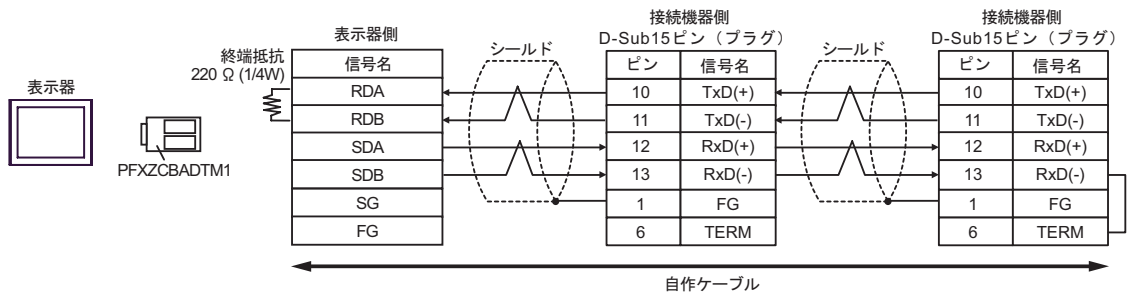 表示器
PFXZCBADTM1
終端抵抗
220 Ω (1/4W)
表示器側
信号名
RDA
RDB
SDA
SDB
SG
FG
シールド
接続機器側
D-Sub15ピン（プラグ）
ピン 信号名
10 TxD(+)
11 TxD(-)
12 RxD(+)
13 RxD(-)
1 FG
6 TERM
シールド
接続機器側
D-Sub15ピン（プラグ）
ピン 信号名
10 TxD(+)
11 TxD(-)
12 RxD(+)
13 RxD(-)
1 FG
6 TERM
自作ケーブル